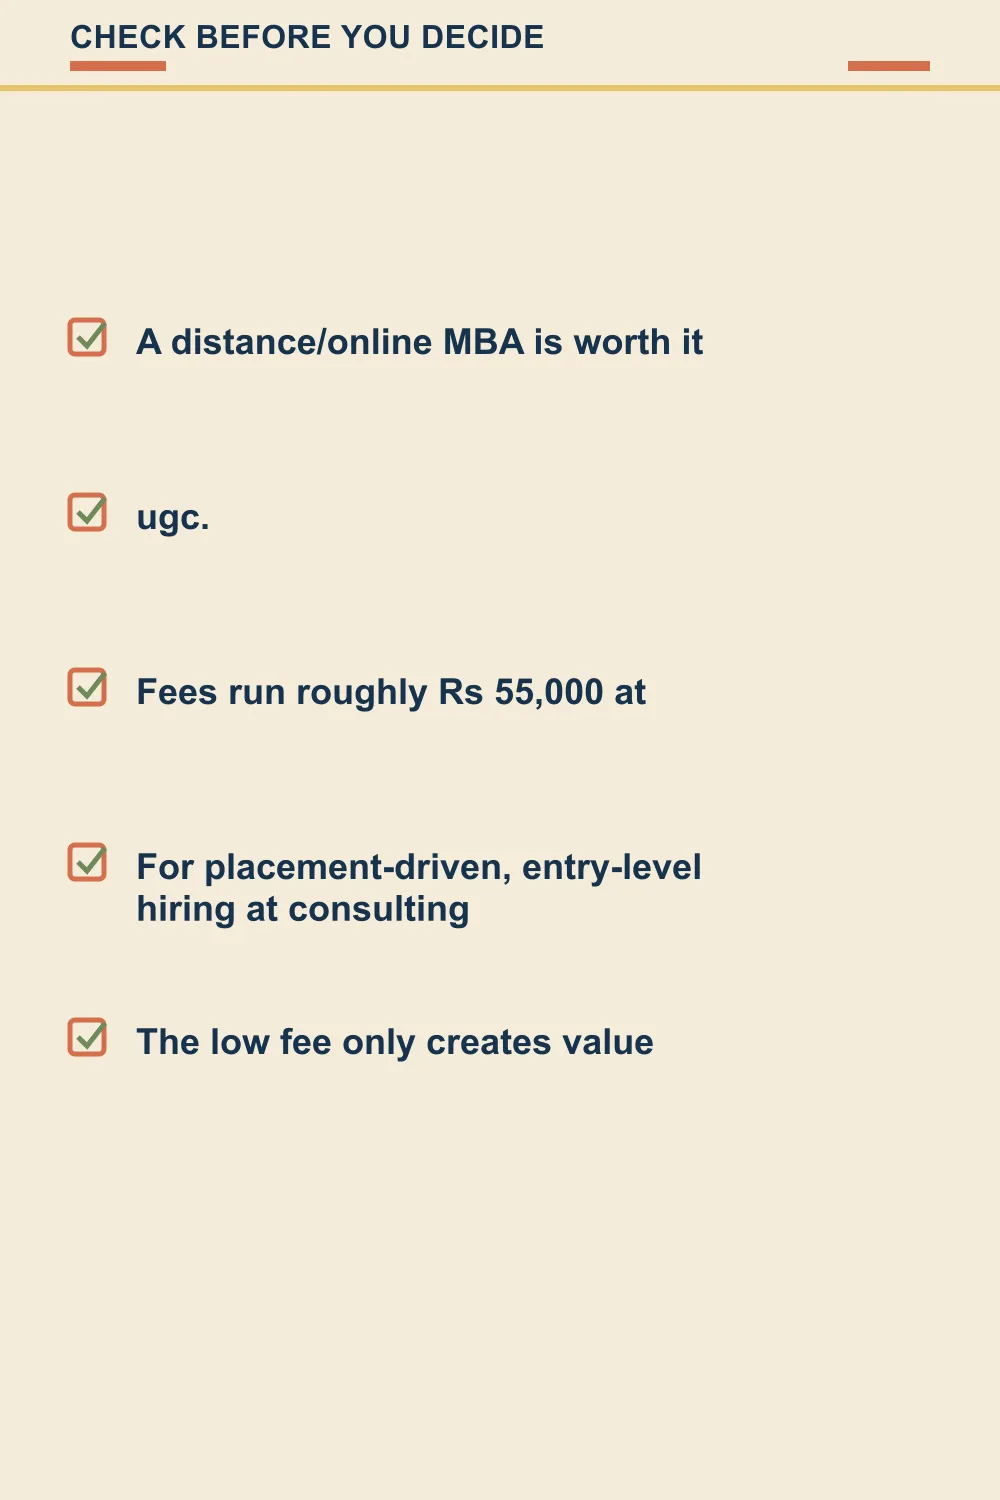 CHECK BEFORE YOU DECIDE
A distance/online MBA is worth it
ugc.
Fees run roughly Rs 55,000 at
For placement-driven, entry-level
hiring at consulting
The low fee only creates value